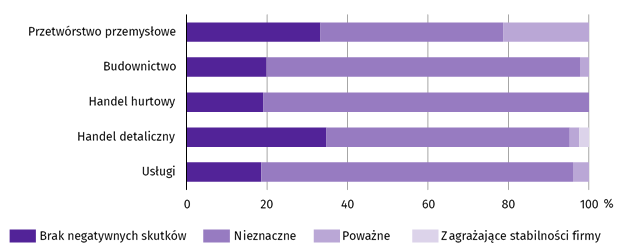 Przetwórstwo przemysłowe
Budownictwo
Handel hurtowy
Handel detaliczny
Usługi
0 20 40 60 80 100 %
Brak negatywnych skutków Nieznaczne Poważne Zagrażające stabilności firmy